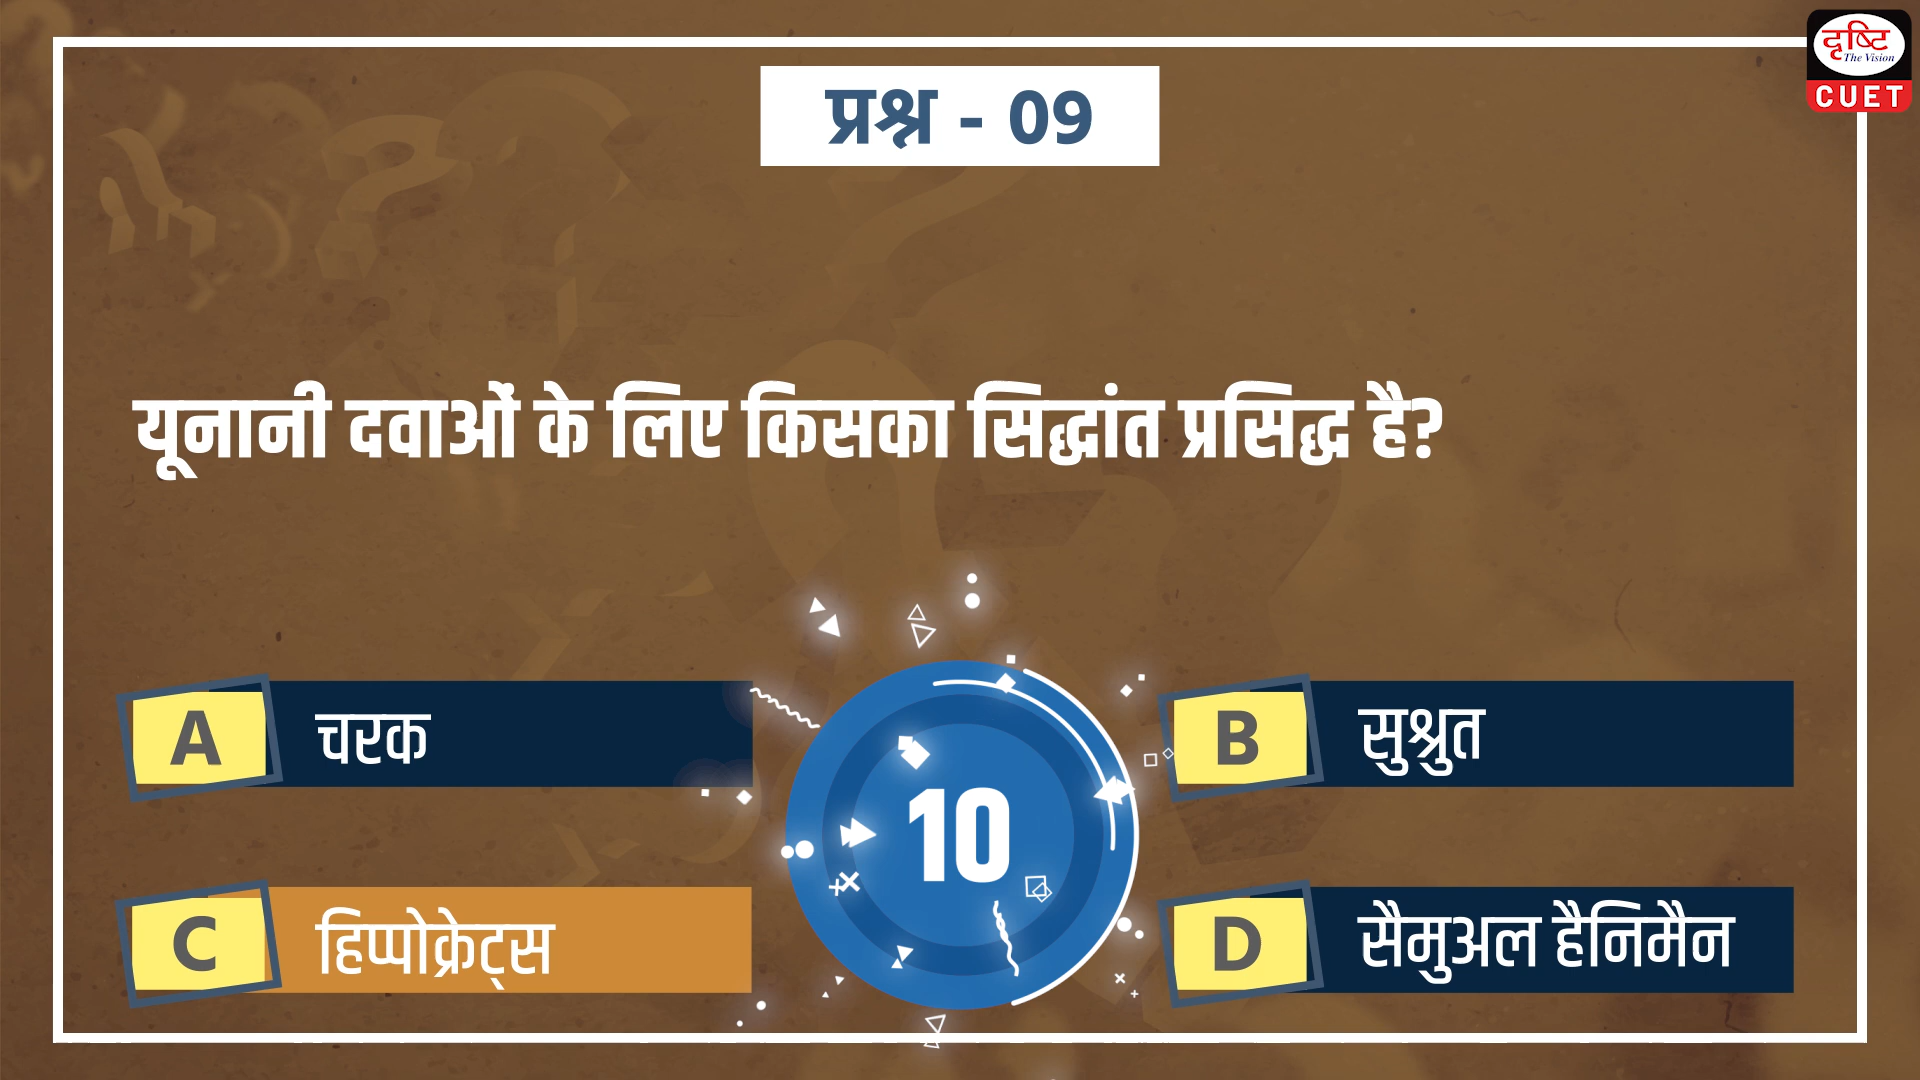 दृष्टि
The Vision
CUET
प्रश्न - 09
यूनानी दवाओं के लिए किसका सिद्धांत प्रसिद्ध है?
A चरक
B सुश्रुत
10
C हिप्पोक्रेट्स
D सैमुअल हैनिमैन